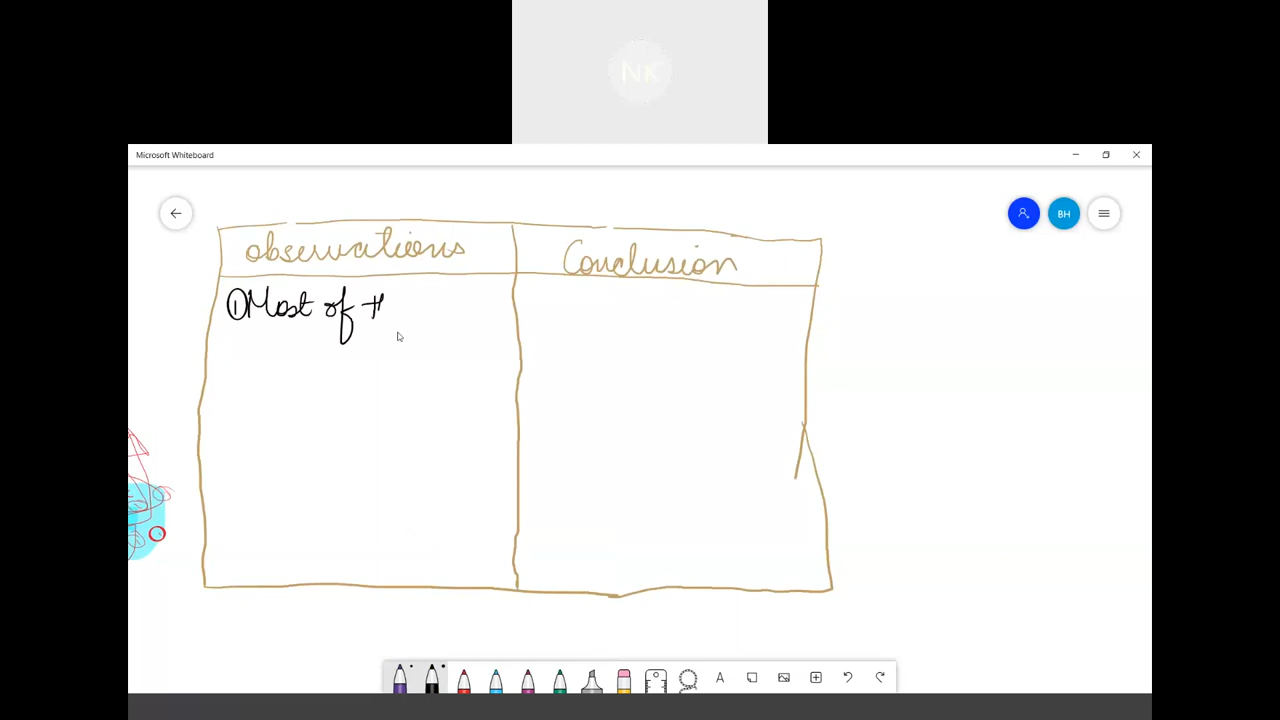 NK
Microsoft Whiteboard
BH
observations
Conclusion
①Most of
A